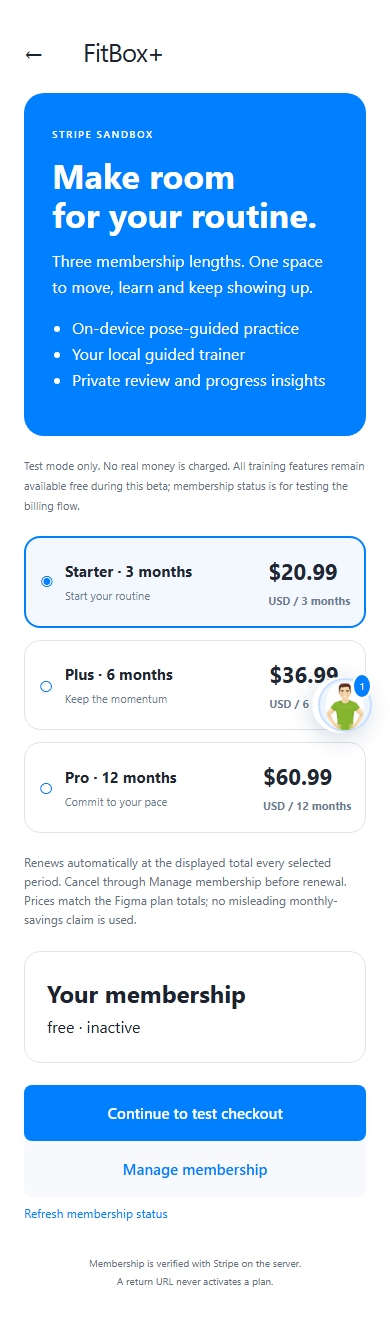 ← FitBox+
STRIPE SANDBOX
Make room
for your routine.
Three membership lengths. One space
to move, learn and keep showing up.
• On-device pose-guided practice
• Your local guided trainer
• Private review and progress insights
Test mode only. No real money is charged. All training features remain
available free during this beta; membership status is for testing the
billing flow.
Starter · 3 months
Start your routine
$20.99
USD / 3 months
Plus · 6 months
Keep the momentum
$36.99
USD / 6
1
Pro · 12 months
Commit to your pace
$60.99
USD / 12 months
Renews automatically at the displayed total every selected
period. Cancel through Manage membership before renewal.
Prices match the Figma plan totals; no misleading monthly-
savings claim is used.
Your membership
free · inactive
Continue to test checkout
Manage membership
Refresh membership status
Membership is verified with Stripe on the server.
A return URL never activates a plan.